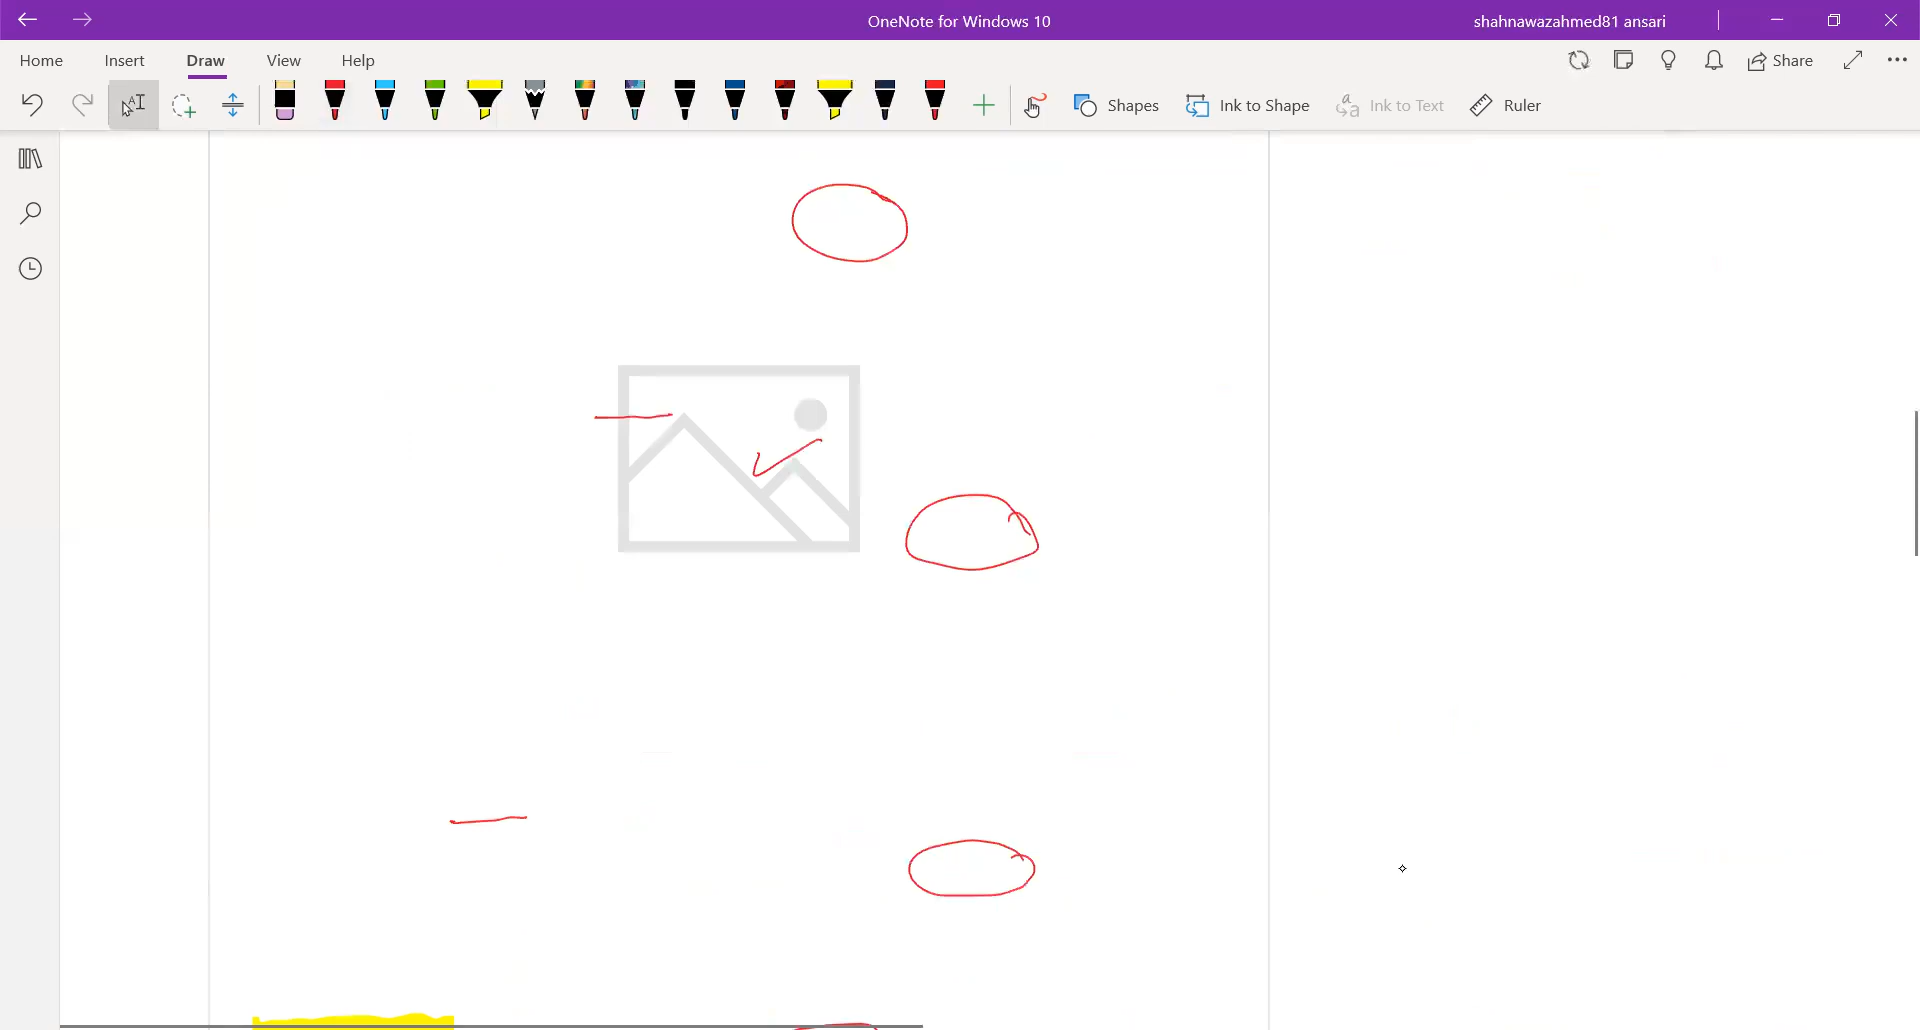 OneNote for Windows 10
shahnawazahmed81 ansari
Home Insert Draw View Help
Share
Shapes
Ink to Shape
Ink to Text
Ruler